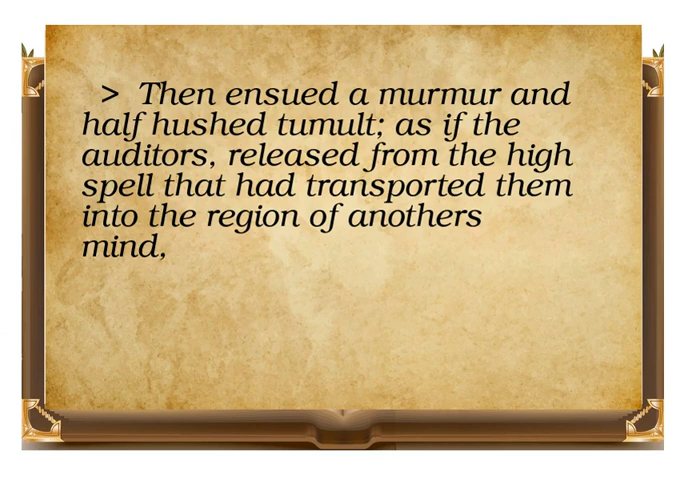 > Then ensued a murmur and
half hushed tumult; as if the
auditors, released from the high
spell that had transported them
into the region of anothers
mind,